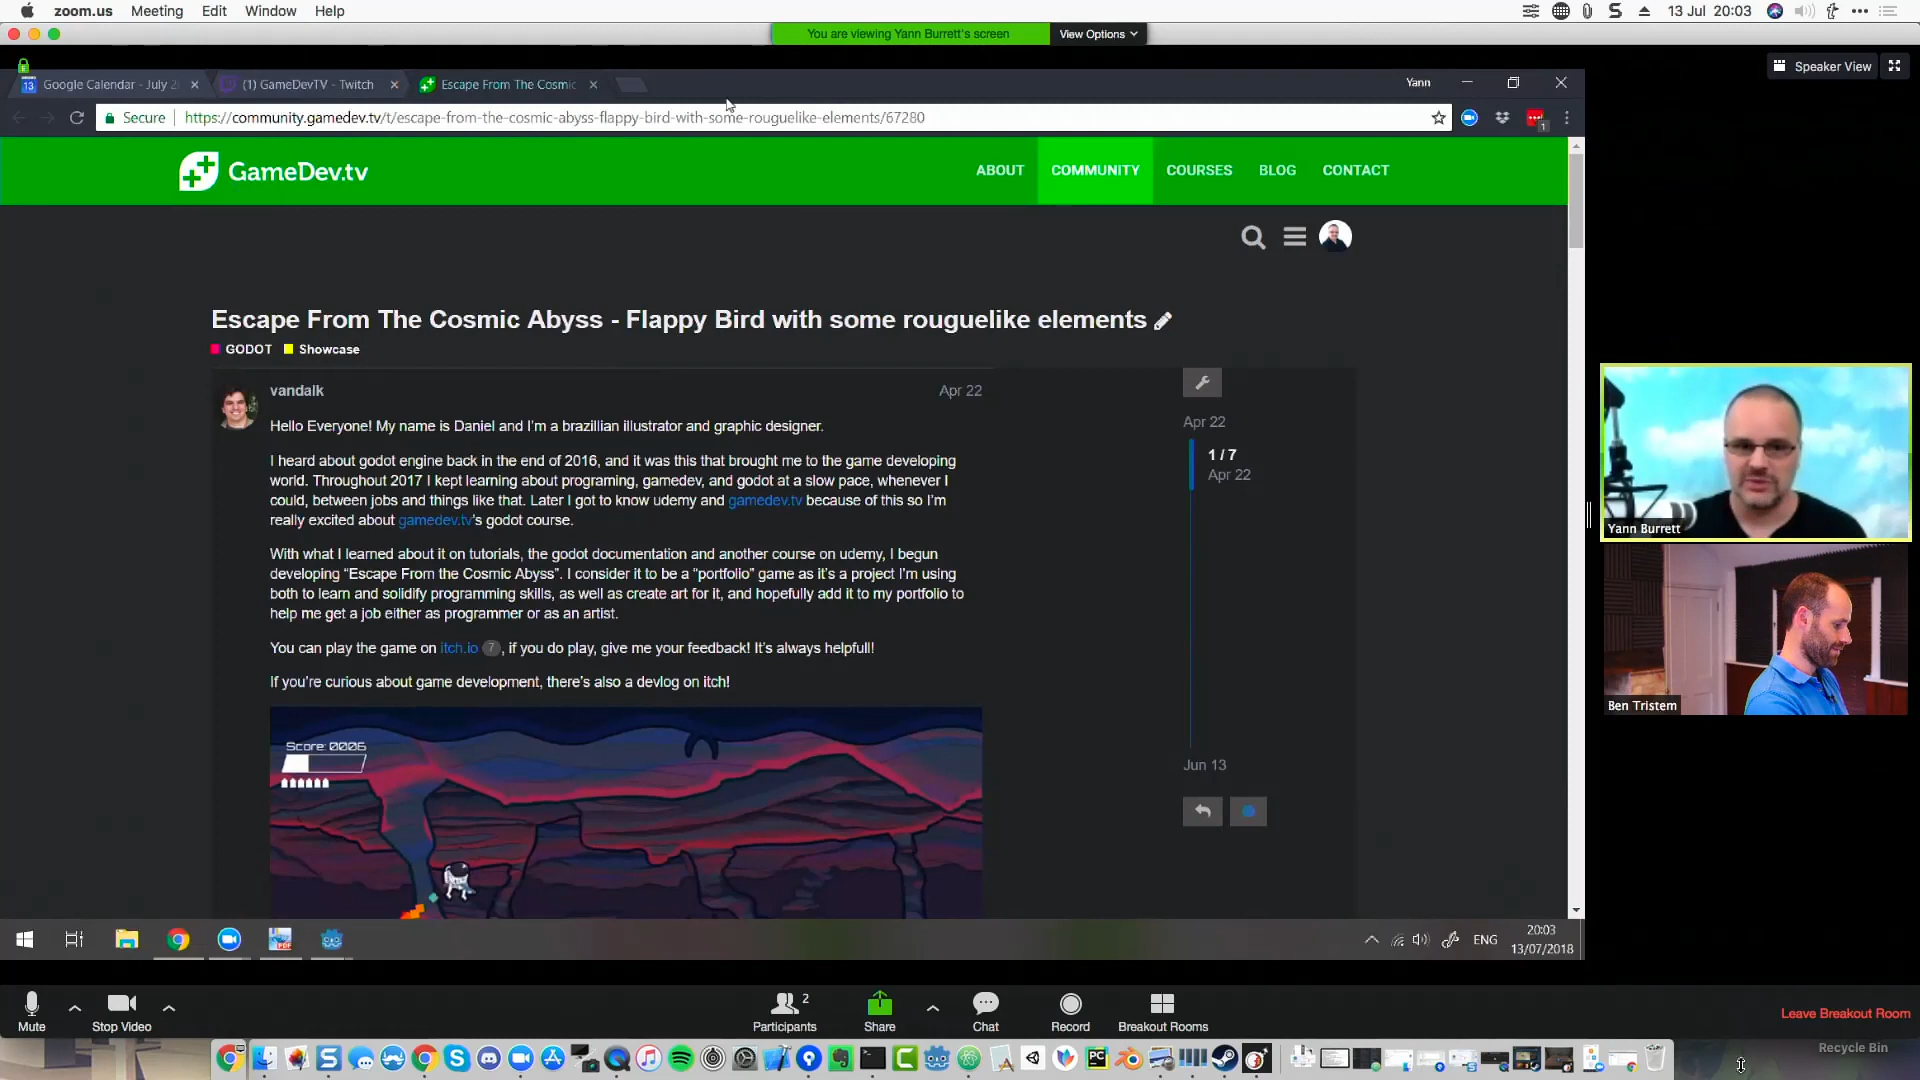 zoom.us Meeting Edit Window Help
13 Jul 20:03
You are viewing Yann Burrett's screen
View Options
Speaker View
13
Google Calendar - July 2
(1) GameDevTV - Twitch
Escape From The Cosmic
Yann
Secure
https://community.gamedev.tv/t/escape-from-the-cosmic-abyss-flappy-bird-with-some-rouguelike-elements/67280
1
GameDev.tv
ABOUT
COMMUNITY
COURSES
BLOG
CONTACT
Escape From The Cosmic Abyss - Flappy Bird with some rouguelike elements
GODOT Showcase
vandalk
Apr 22
Hello Everyone! My name is Daniel and I'm a brazillian illustrator and graphic designer.
I heard about godot engine back in the end of 2016, and it was this that brought me to the game developing
world. Throughout 2017 I kept learning about programing, gamedev, and godot at a slow pace, whenever I
could, between jobs and things like that. Later I got to know udemy and gamedev.tv because of this so I'm
really excited about gamedev.tv's godot course.
With what I learned about it on tutorials, the godot documentation and another course on udemy, I begun
developing “Escape From the Cosmic Abyss”. I consider it to be a “portfolio” game as it's a project I'm using
both to learn and solidify programming skills, as well as create art for it, and hopefully add it to my portfolio to
help me get a job either as programmer or as an artist.
You can play the game on itch.io 7, if you do play, give me your feedback! It's always helpful!
If you're curious about game development, there's also a devlog on itch!
Score: 0006
Apr 22
1 / 7
Apr 22
Jun 13
Yann Burrett
Ben Tristem
PDF
ENG
20:03
13/07/2018
Mute
Stop Video
2
Participants
Share
Chat
Record
Breakout Rooms
Leave Breakout Room
PC
Recycle Bin